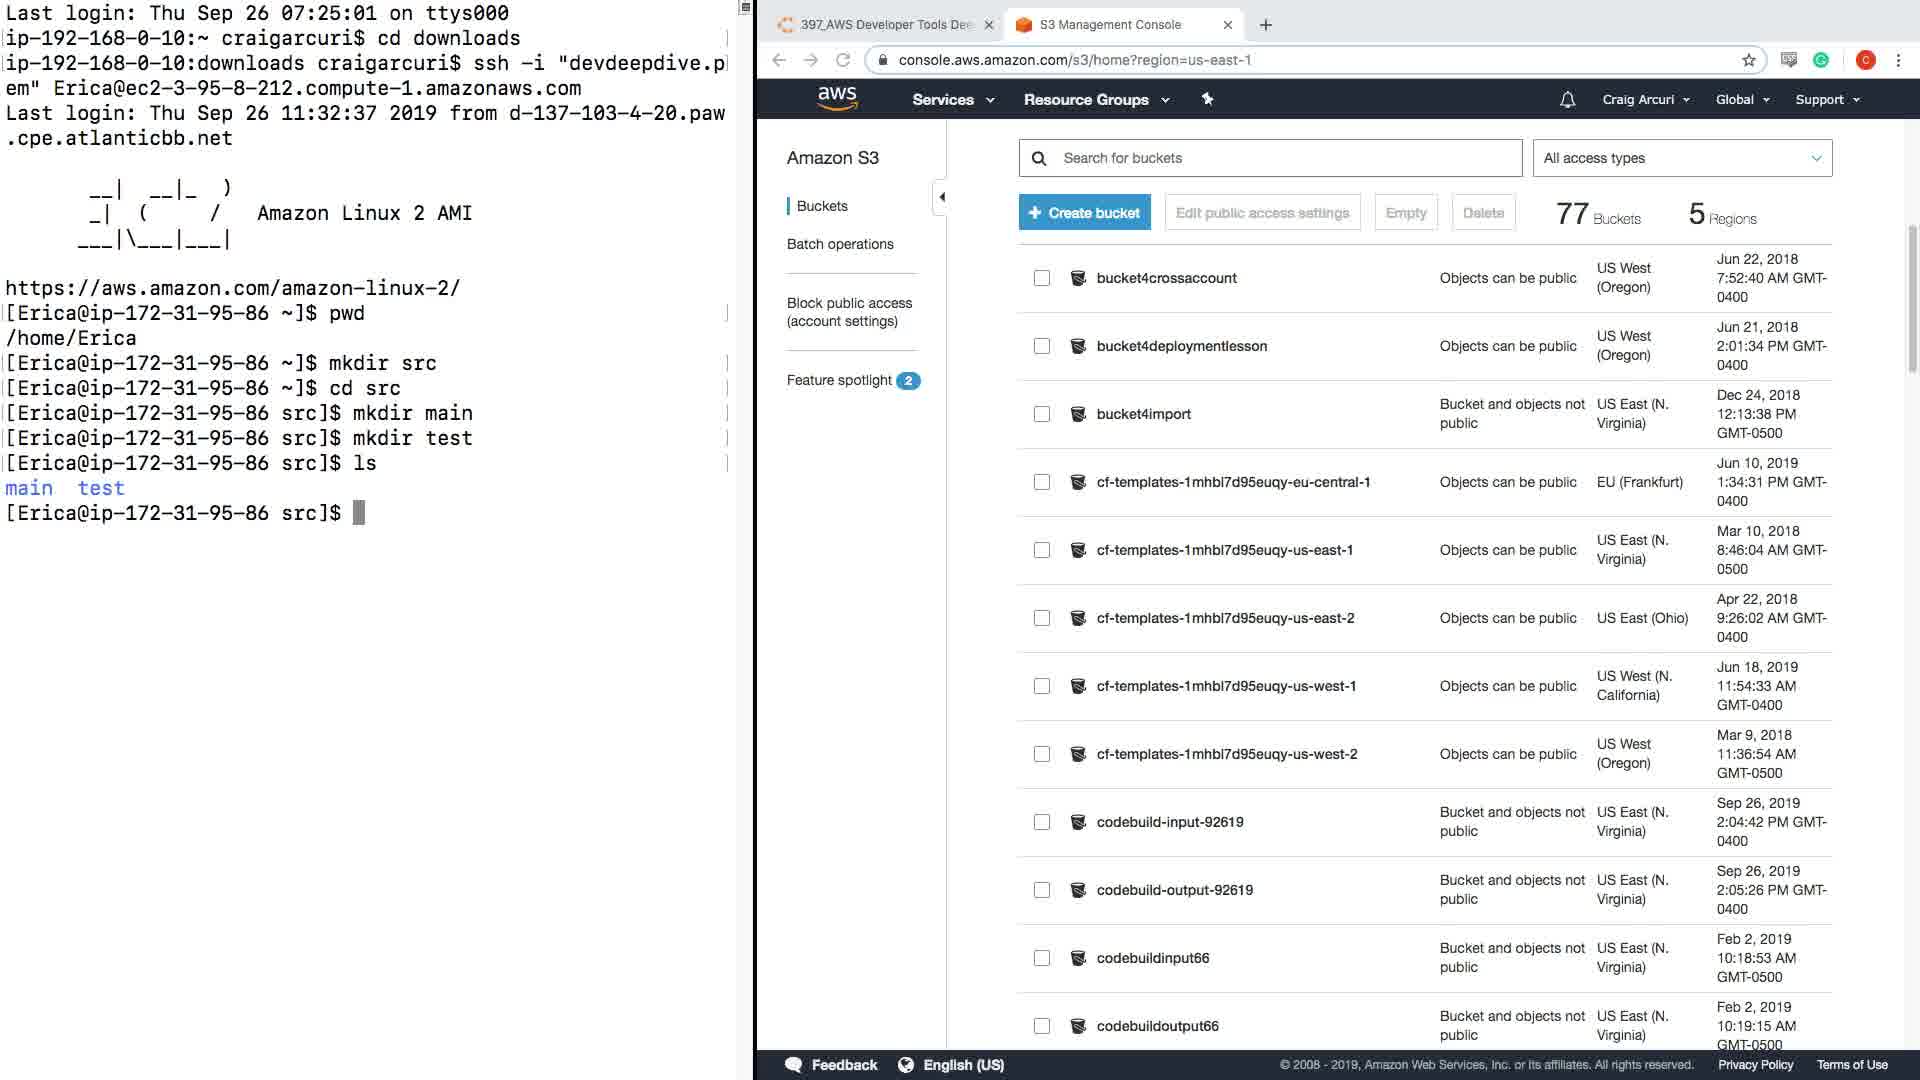 Last login: Thu Sep 26 07:25:01 on ttys000
[ip-192-168-0-10:~ craigarcuri$ cd downloads ]
[ip-192-168-0-10:downloads craigarcuri$ ssh -i "devdeepdive.p]
em" Erica@ec2-3-95-8-212.compute-1.amazonaws.com
Last login: Thu Sep 26 11:32:37 2019 from d-137-103-4-20.paw
.cpe.atlanticbb.net
__| __|_ )
_| ( / Amazon Linux 2 AMI
___|\___|___|
https://aws.amazon.com/amazon-linux-2/
[[Erica@ip-172-31-95-86 ~]$ pwd ]
/home/Erica
[[Erica@ip-172-31-95-86 ~]$ mkdir src ]
[[Erica@ip-172-31-95-86 ~]$ cd src ]
[[Erica@ip-172-31-95-86 src]$ mkdir main ]
[[Erica@ip-172-31-95-86 src]$ mkdir test ]
[[Erica@ip-172-31-95-86 src]$ ls ]
main test
[Erica@ip-172-31-95-86 src]$
397_AWS Developer Tools Dee
S3 Management Console
console.aws.amazon.com/s3/home?region=us-east-1
C
aws
Services
Resource Groups
Craig Arcuri
Global
Support
Amazon S3
Buckets
Batch operations
Block public access
(account settings)
Feature spotlight 2
Search for buckets
All access types
+ Create bucket
Edit public access settings
Empty
Delete
77 Buckets
5 Regions
bucket4crossaccount
Objects can be public
US West
(Oregon)
Jun 22, 2018
7:52:40 AM GMT-
0400
bucket4deploymentlesson
Objects can be public
US West
(Oregon)
Jun 21, 2018
2:01:34 PM GMT-
0400
bucket4import
Bucket and objects not
public
US East (N.
Virginia)
Dec 24, 2018
12:13:38 PM
GMT-0500
cf-templates-1mhbl7d95euqy-eu-central-1
Objects can be public
EU (Frankfurt)
Jun 10, 2019
1:34:31 PM GMT-
0400
cf-templates-1mhbl7d95euqy-us-east-1
Objects can be public
US East (N.
Virginia)
Mar 10, 2018
8:46:04 AM GMT-
0500
cf-templates-1mhbl7d95euqy-us-east-2
Objects can be public
US East (Ohio)
Apr 22, 2018
9:26:02 AM GMT-
0400
cf-templates-1mhbl7d95euqy-us-west-1
Objects can be public
US West (N.
California)
Jun 18, 2019
11:54:33 AM
GMT-0400
cf-templates-1mhbl7d95euqy-us-west-2
Objects can be public
US West
(Oregon)
Mar 9, 2018
11:36:54 AM
GMT-0500
codebuild-input-92619
Bucket and objects not
public
US East (N.
Virginia)
Sep 26, 2019
2:04:42 PM GMT-
0400
codebuild-output-92619
Bucket and objects not
public
US East (N.
Virginia)
Sep 26, 2019
2:05:26 PM GMT-
0400
codebuildinput66
Bucket and objects not
public
US East (N.
Virginia)
Feb 2, 2019
10:18:53 AM
GMT-0500
codebuildoutput66
Bucket and objects not
public
US East (N.
Virginia)
Feb 2, 2019
10:19:15 AM
GMT-0500
Feedback
English (US)
© 2008 - 2019, Amazon Web Services, Inc. or its affiliates. All rights reserved.
Privacy Policy
Terms of Use